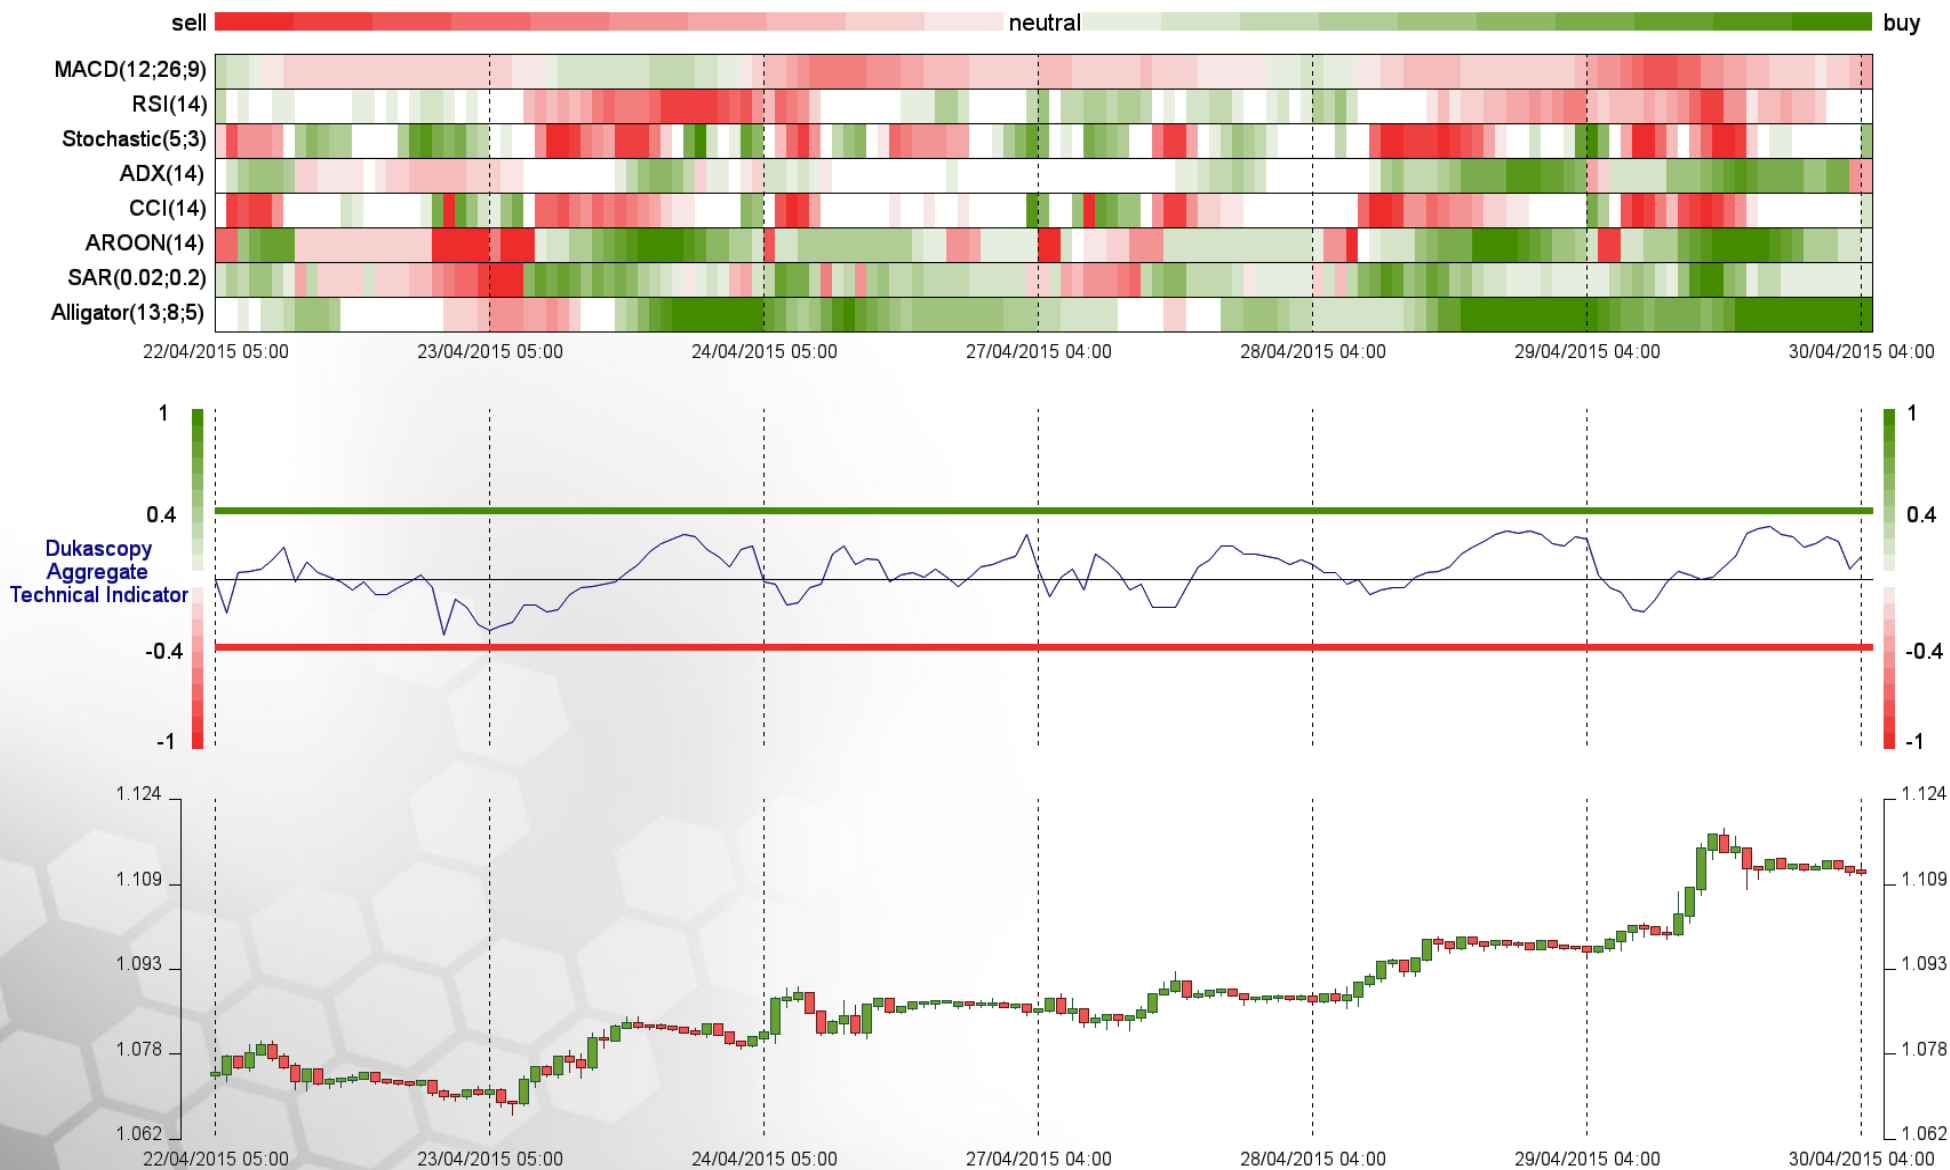 sell neutral buy
MACD(12;26;9)
RSI(14)
Stochastic(5;3)
ADX(14)
CCI(14)
AROON(14)
SAR(0.02;0.2)
Alligator(13;8;5)
22/04/2015 05:00 23/04/2015 05:00 24/04/2015 05:00 27/04/2015 04:00 28/04/2015 04:00 29/04/2015 04:00 30/04/2015 04:00
1 1
0.4 0.4
Dukascopy
Aggregate
Technical Indicator
-0.4 -0.4
-1 -1
1.124 1.124
1.109 1.109
1.093 1.093
1.078 1.078
1.062 1.062
22/04/2015 05:00 23/04/2015 05:00 24/04/2015 05:00 27/04/2015 04:00 28/04/2015 04:00 29/04/2015 04:00 30/04/2015 04:00